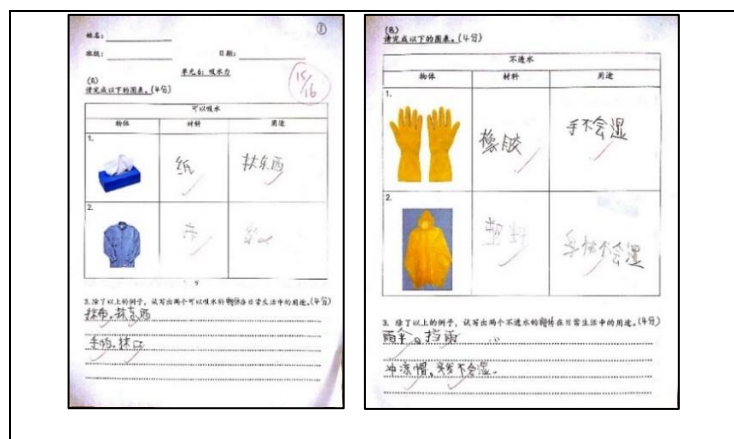 ①
姓名:
班级: 日期:
单元6: 吸水力
15/16
(A)
请完成以下的图表。(4分)
可以吸水
物体 材料 用途
1.
纸 抹东西
2.
布
3. 除了以上的例子, 试写出两个可以吸水的物体在日常生活中的用途。(4分)
抹布,抹东西
手帕,抹口
(B)
请完成以下的图表。(4分)
不透水
物体 材料 用途
1.
橡胶 手不会湿
2.
塑料 身体不会湿
3. 除了以上的例子, 试写出两个不透水的物体在日常生活中的用途。(4分)
雨伞。挡雨
冲凉帽,头发不会湿。